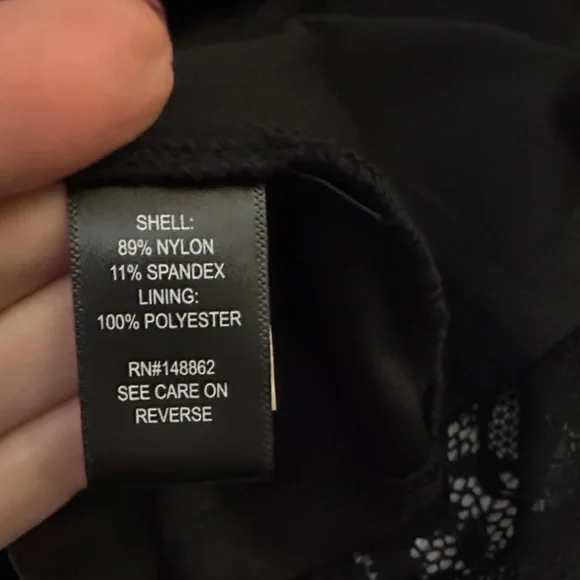 SHELL:
89% NYLON
11% SPANDEX
LINING:
100% POLYESTER
RN#148862
SEE CARE ON
REVERSE